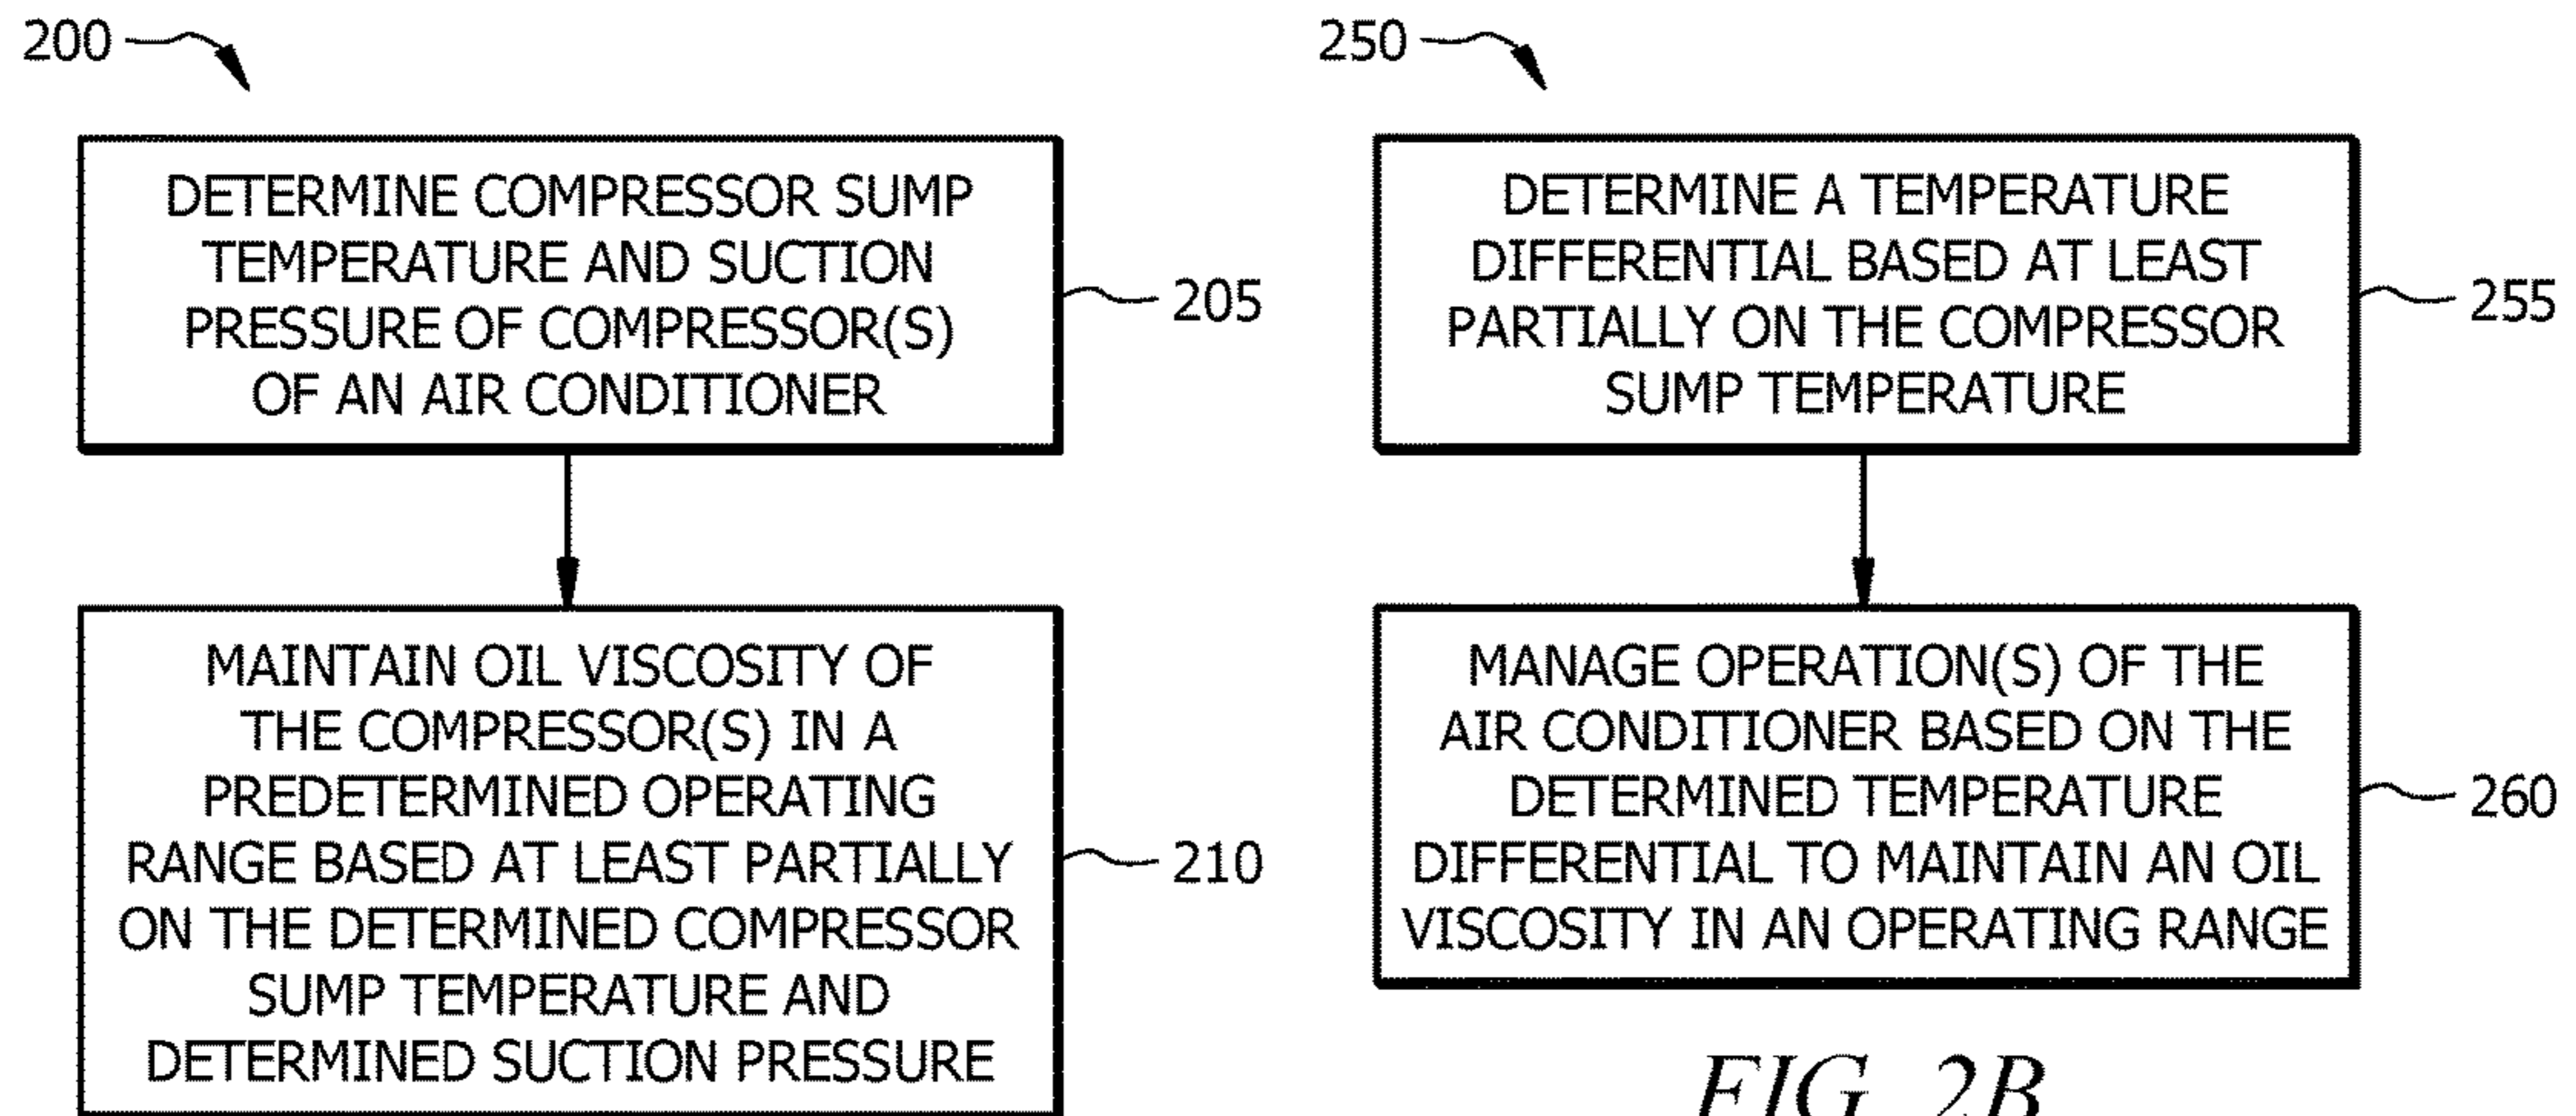 200
DETERMINE COMPRESSOR SUMP
TEMPERATURE AND SUCTION
PRESSURE OF COMPRESSOR(S)
OF AN AIR CONDITIONER
205
MAINTAIN OIL VISCOSITY OF
THE COMPRESSOR(S) IN A
PREDETERMINED OPERATING
RANGE BASED AT LEAST PARTIALLY
ON THE DETERMINED COMPRESSOR
SUMP TEMPERATURE AND
DETERMINED SUCTION PRESSURE
210
250
DETERMINE A TEMPERATURE
DIFFERENTIAL BASED AT LEAST
PARTIALLY ON THE COMPRESSOR
SUMP TEMPERATURE
255
MANAGE OPERATION(S) OF THE
AIR CONDITIONER BASED ON THE
DETERMINED TEMPERATURE
DIFFERENTIAL TO MAINTAIN AN OIL
VISCOSITY IN AN OPERATING RANGE
260
FIG. 2B